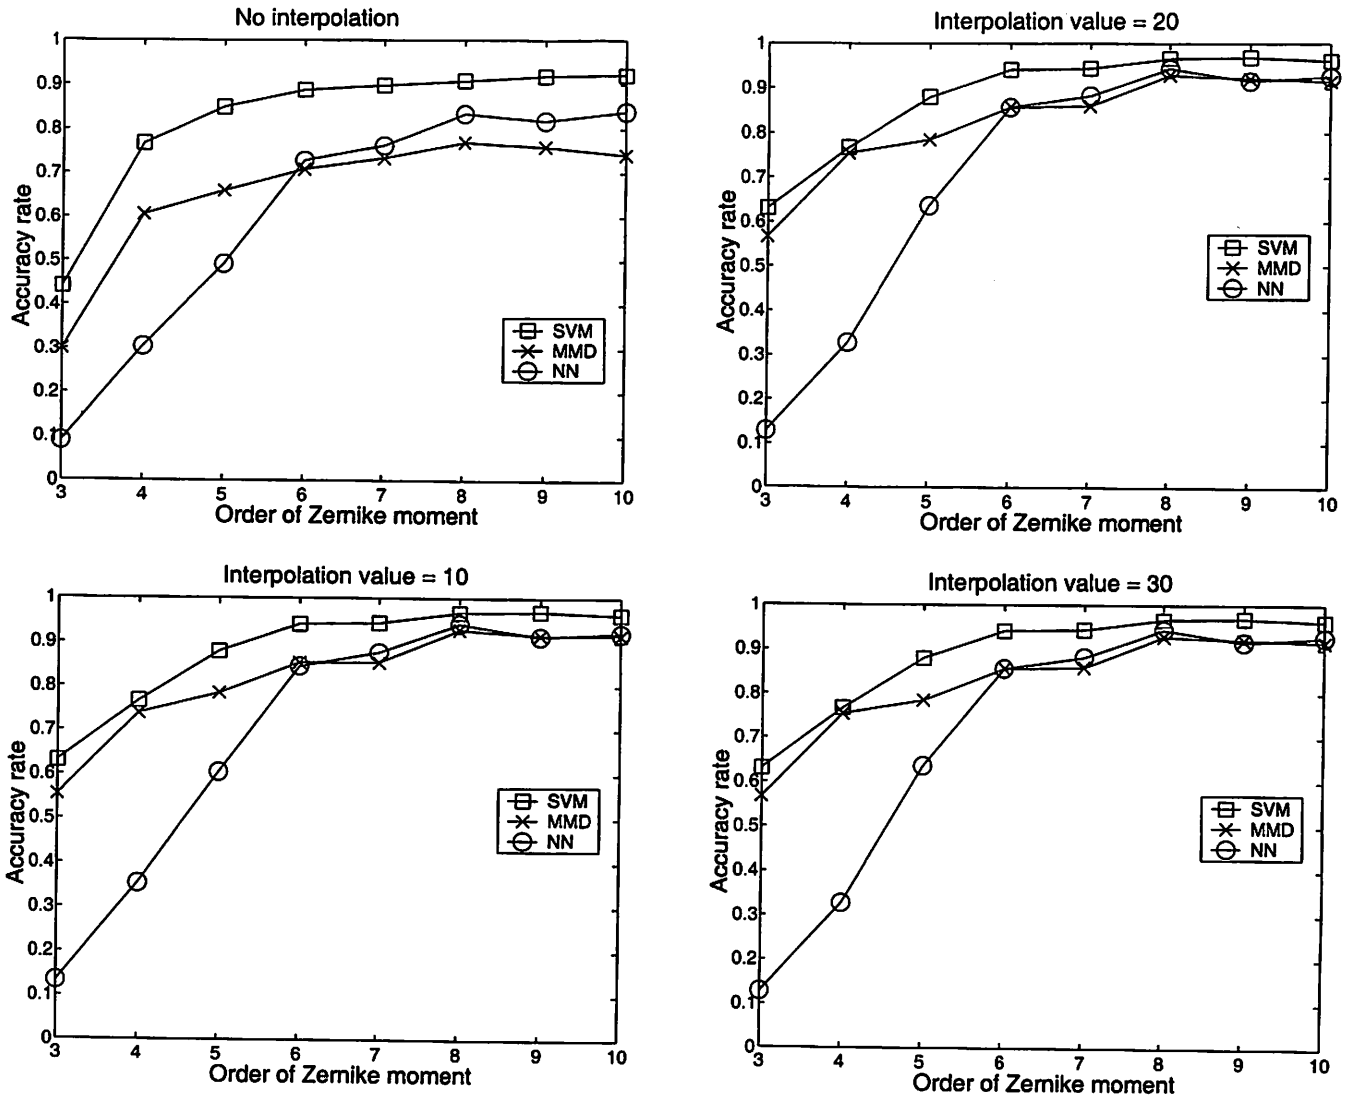 No interpolation
1
0.9
0.8
0.7
0.6
0.5
0.4
0.3
0.2
0.1
0
Accuracy rate
SVM
MMD
NN
3 4 5 6 7 8 9 10
Order of Zernike moment
Interpolation value = 20
1
0.9
0.8
0.7
0.6
0.5
0.4
0.3
0.2
0.1
0
Accuracy rate
SVM
MMD
NN
3 4 5 6 7 8 9 10
Order of Zernike moment
Interpolation value = 10
1
0.9
0.8
0.7
0.6
0.5
0.4
0.3
0.2
0.1
0
Accuracy rate
SVM
MMD
NN
3 4 5 6 7 8 9 10
Order of Zernike moment
Interpolation value = 30
1
0.9
0.8
0.7
0.6
0.5
0.4
0.3
0.2
0.1
0
Accuracy rate
SVM
MMD
NN
3 4 5 6 7 8 9 10
Order of Zernike moment